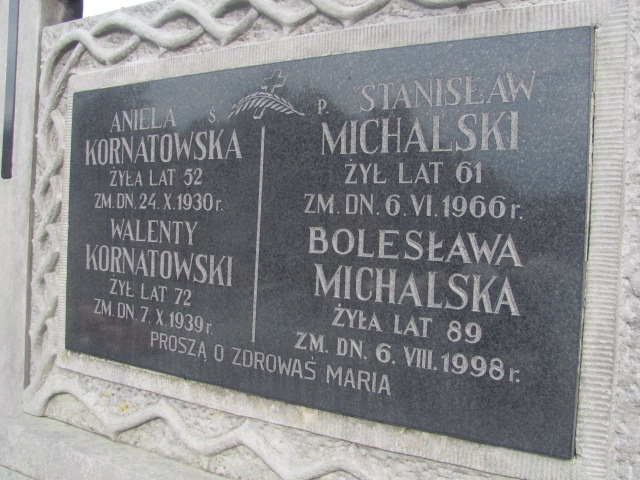 Ś. P.
ANIELA
KORNATOWSKA
ŻYŁA LAT 52
ZM. DN. 24. X. 1930 r.
WALENTY
KORNATOWSKI
ŻYŁ LAT 72
ZM. DN. 7. X. 1939 r.
STANISŁAW
MICHALSKI
ŻYŁ LAT 61
ZM. DN. 6. VI. 1966 r.
BOLESŁAWA
MICHALSKA
ŻYŁA LAT 89
ZM. DN. 6. VIII. 1998 r.
PROSZĄ O ZDROWAŚ MARIA